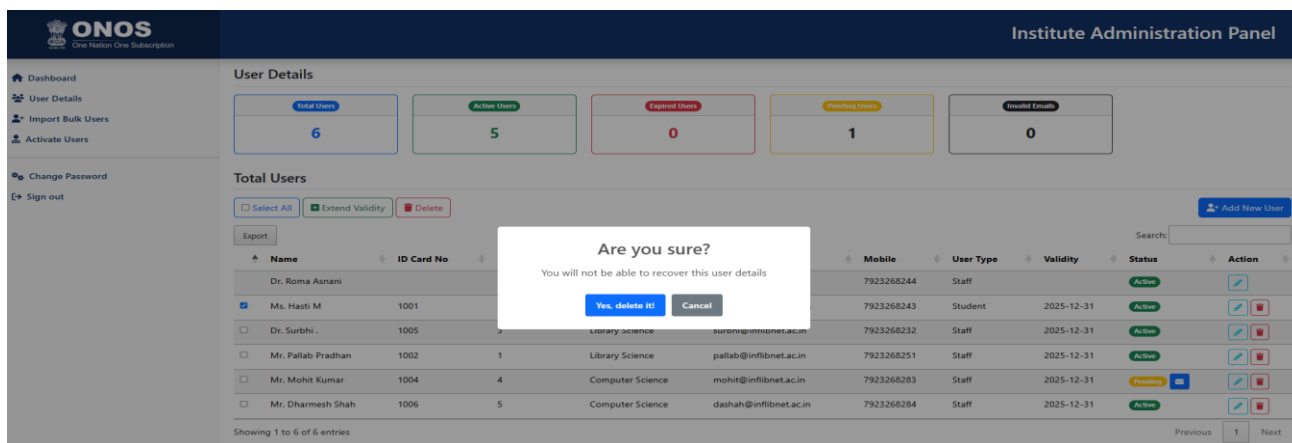 ONOS
One Nation One Subscription
Institute Administration Panel
Dashboard
User Details
Import Bulk Users
Activate Users
Change Password
Sign out
User Details
Total Users Active Users Expired Users Pending Users Invalid Emails
6 5 0 1 0
Total Users
Select All Extend Validity Delete Add New User
Export Search:
Name ID Card No Mobile User Type Validity Status Action
Dr. Roma Asnani 7923268244 Staff Active
Ms. Hasti M 1001 7923268243 Student 2025-12-31 Active
Dr. Surbhi . 1005 3 Library Science surbhi@inflibnet.ac.in 7923268232 Staff 2025-12-31 Active
Mr. Pallab Pradhan 1002 1 Library Science pallab@inflibnet.ac.in 7923268251 Staff 2025-12-31 Active
Mr. Mohit Kumar 1004 4 Computer Science mohit@inflibnet.ac.in 7923268283 Staff 2025-12-31 Pending
Mr. Dharmesh Shah 1006 5 Computer Science dashah@inflibnet.ac.in 7923268284 Staff 2025-12-31 Active
Showing 1 to 6 of 6 entries Previous 1 Next
Are you sure?
You will not be able to recover this user details
Yes, delete it! Cancel